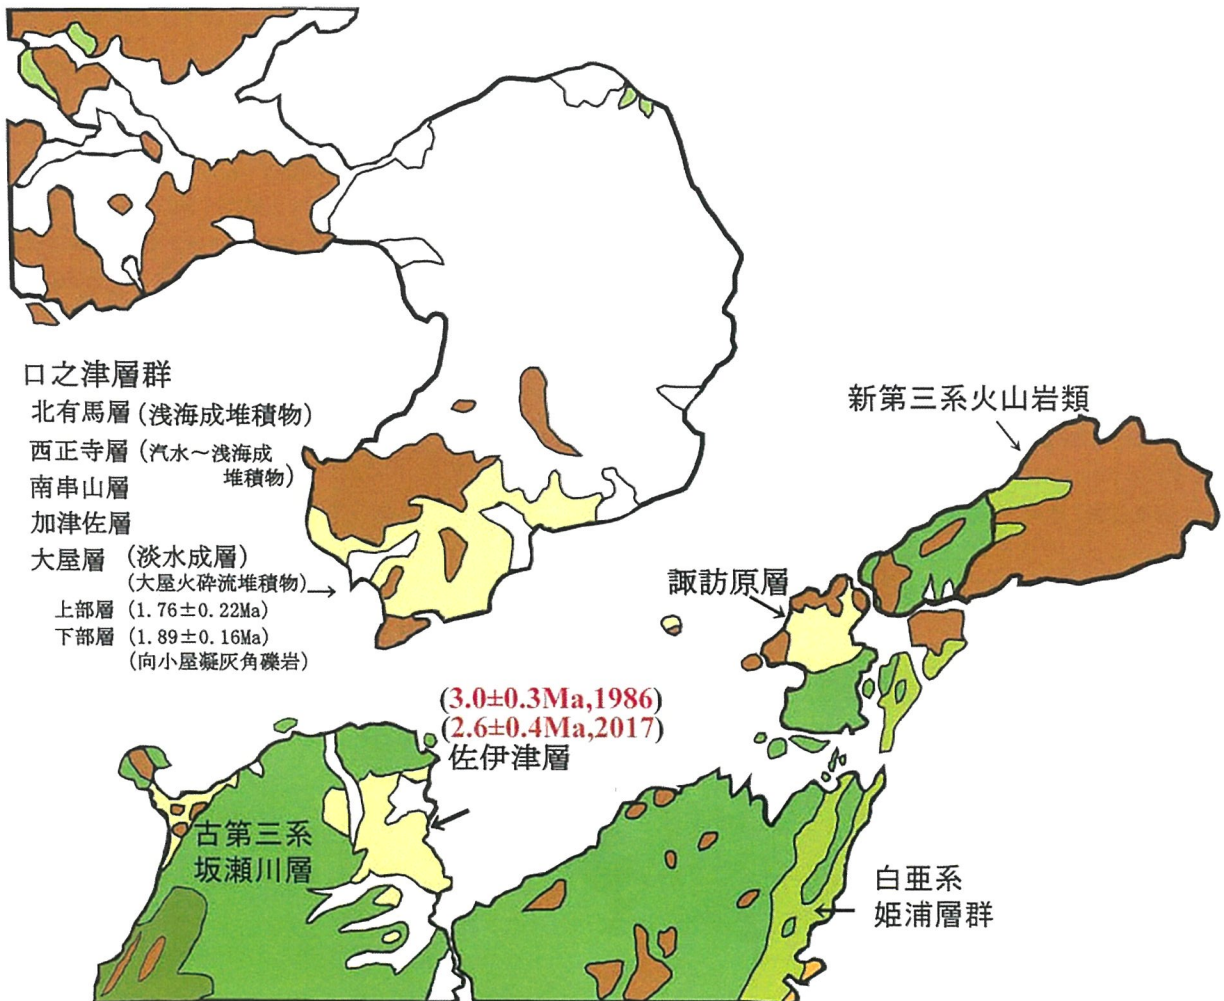 口之津層群
北有馬層(浅海成堆積物)
西正寺層(汽水～浅海成
堆積物)
南串山層
加津佐層
大屋層 (淡水成層)
(大屋火砕流堆積物)
上部層 (1.76±0.22Ma)
下部層 (1.89±0.16Ma)
(向小屋凝灰角礫岩)
新第三系火山岩類
諏訪原層
(3.0±0.3Ma,1986)
(2.6±0.4Ma,2017)
佐伊津層
古第三系
坂瀬川層
白亜系
姫浦層群